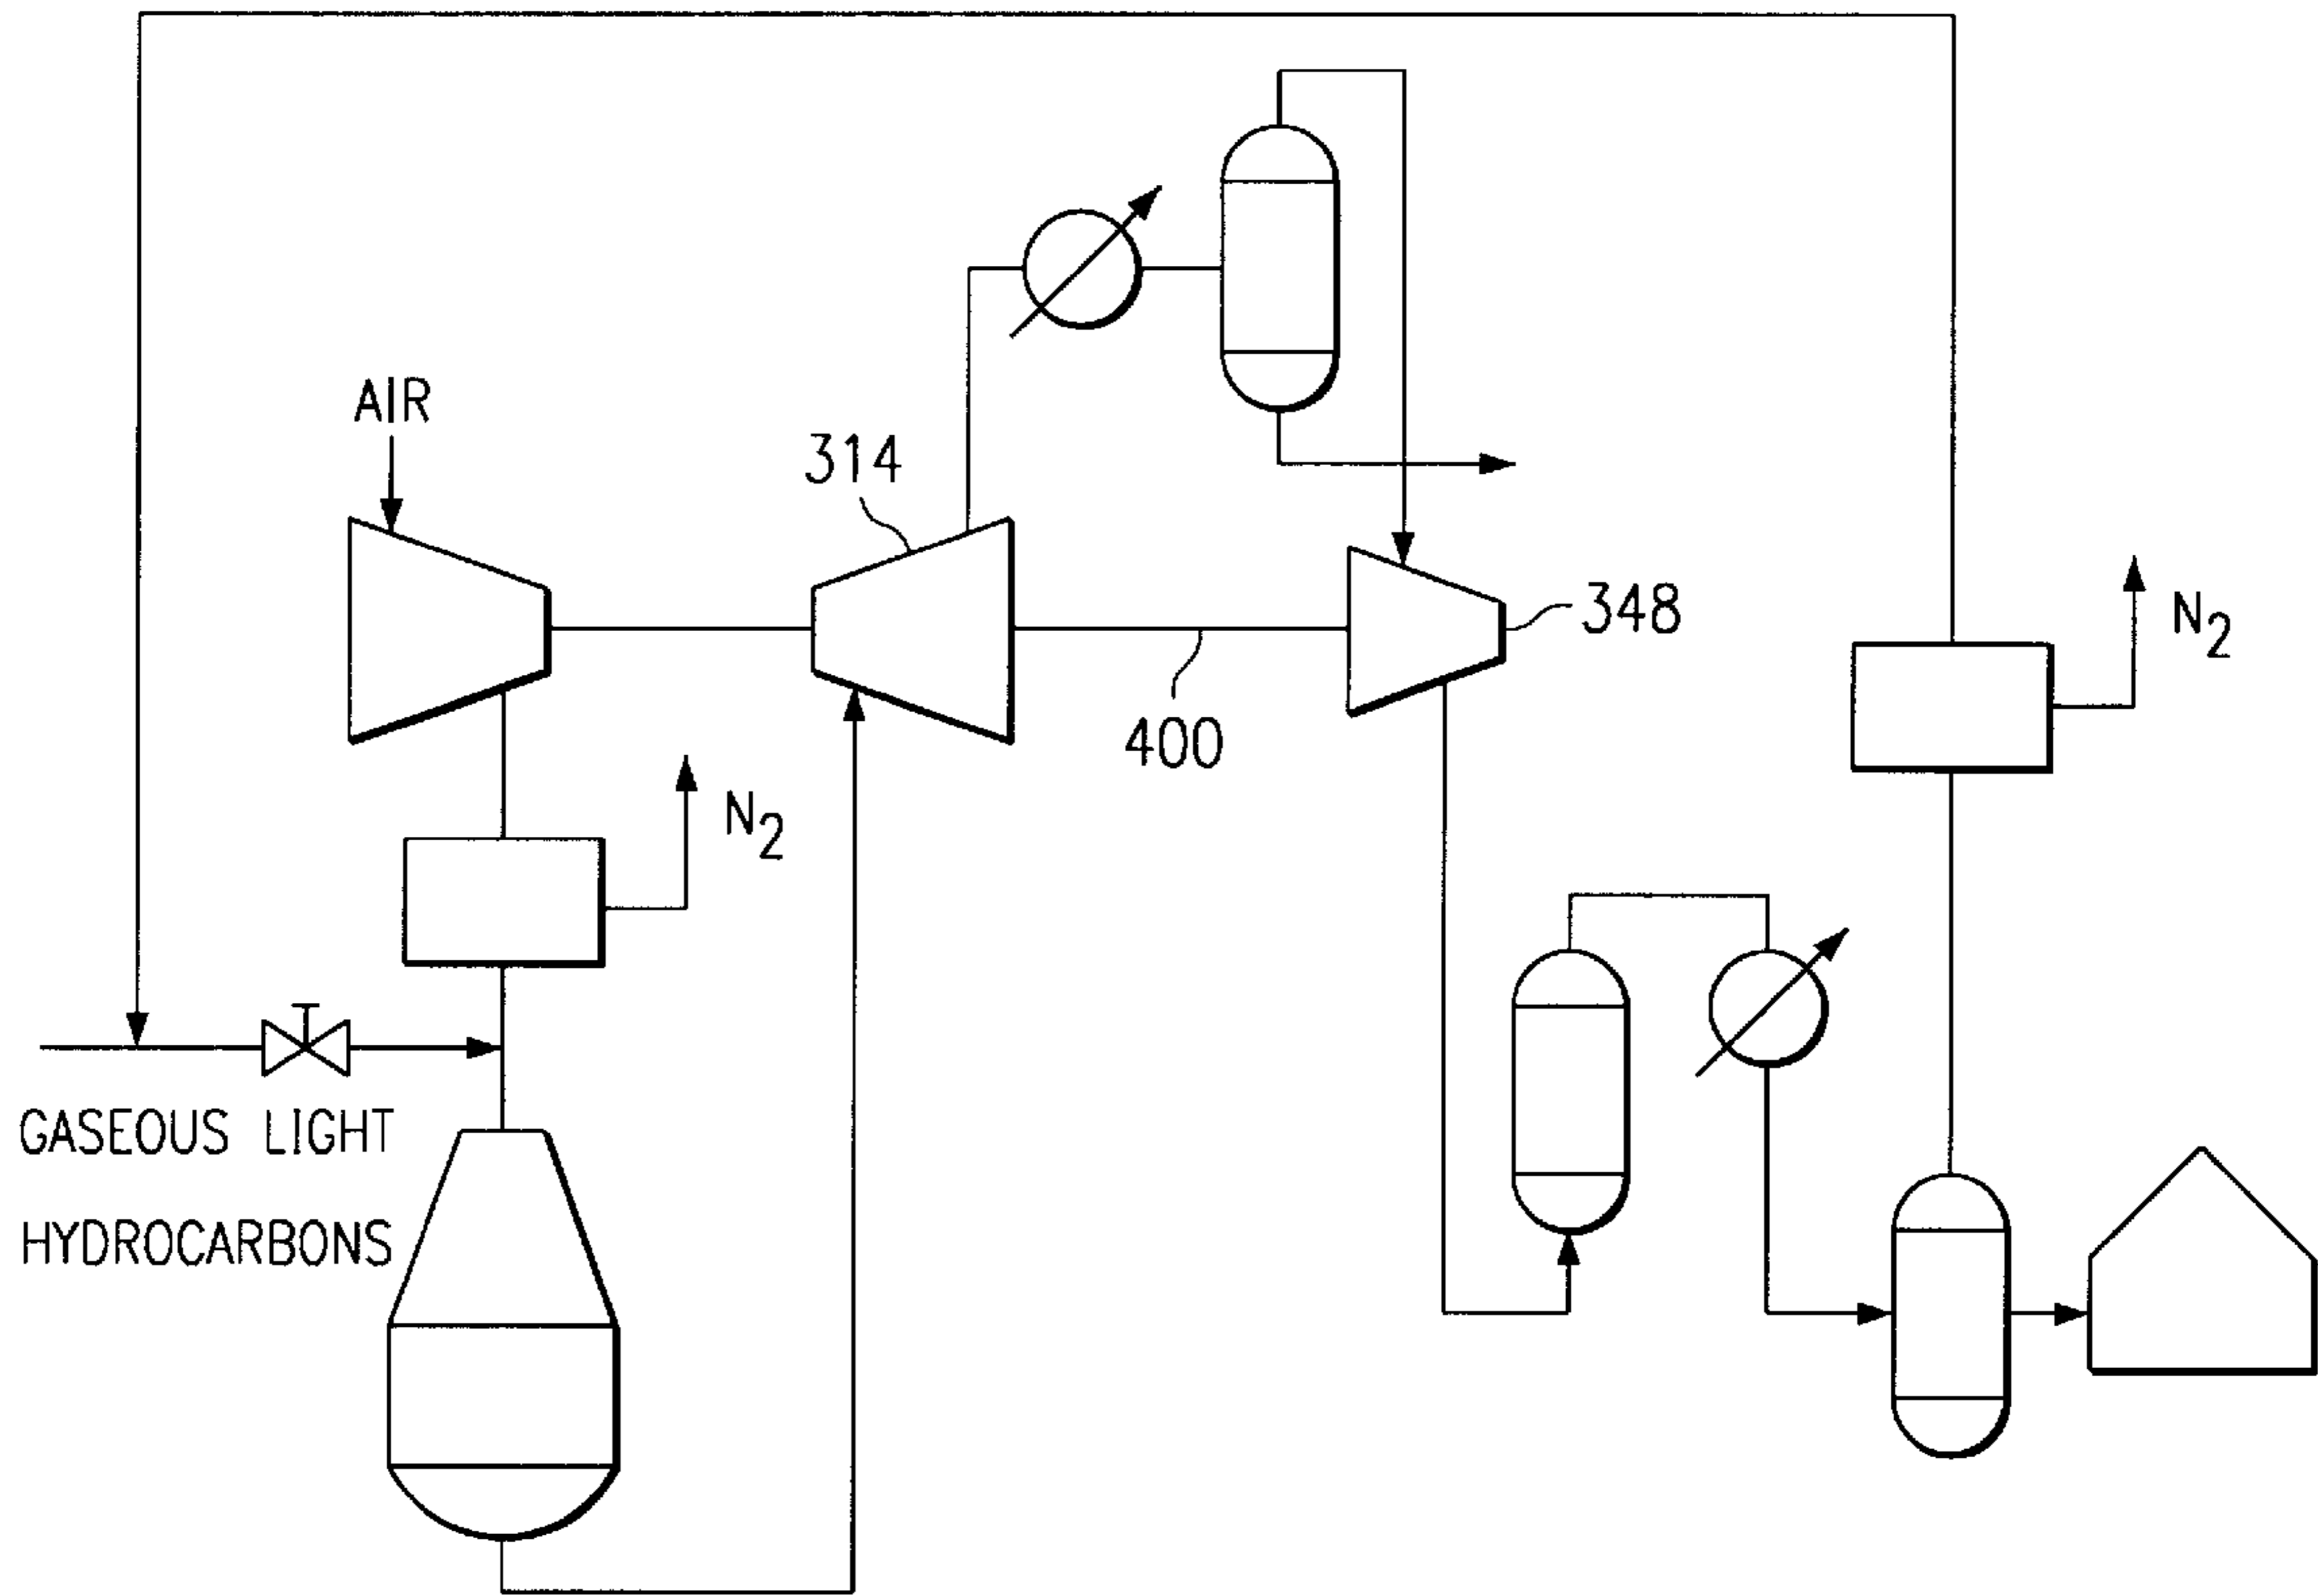 AIR
314
348
N2
400
N2
GASEOUS LIGHT
HYDROCARBONS